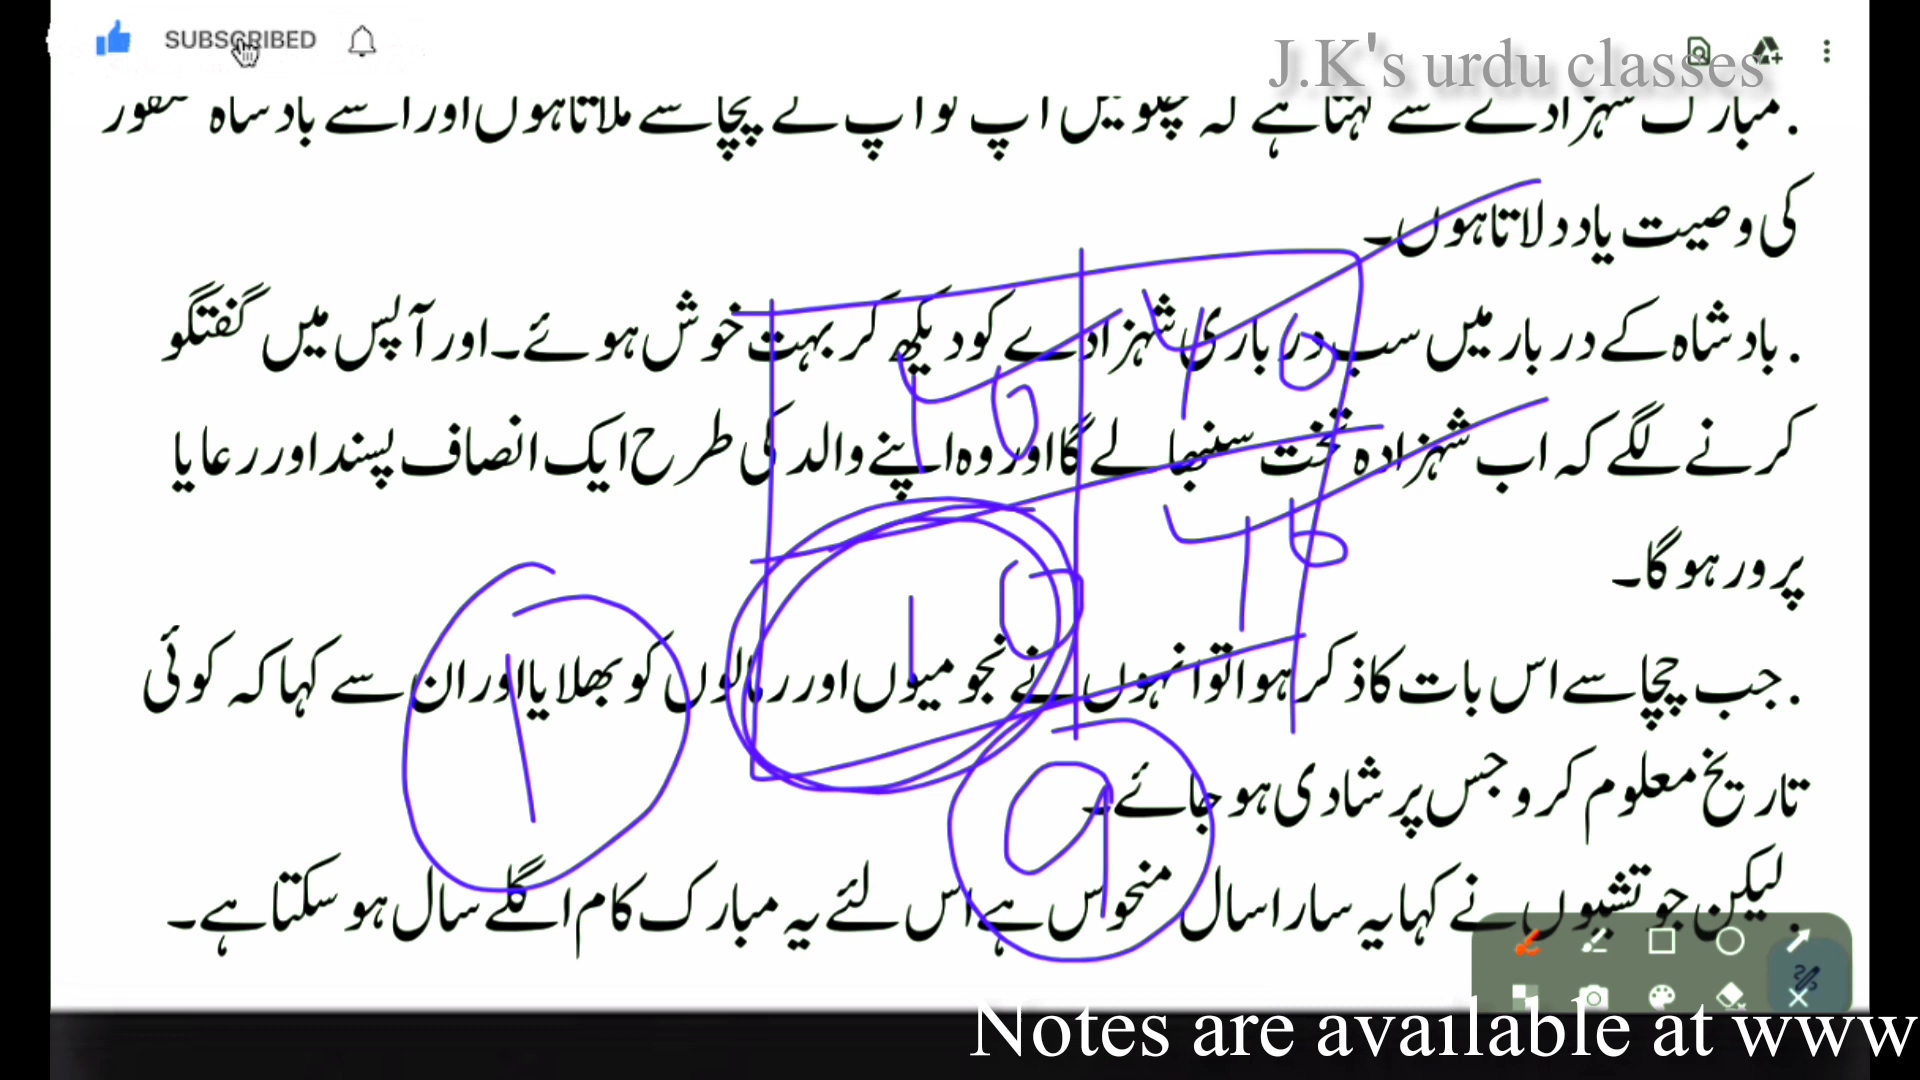 SUBSCRIBED
J.K's urdu classes
. مبارک شہزادے سے کہتا ہے کہ چلو میں آپ کو آپ کے چچا سے ملاتا ہوں اور اسے بادشاہ
کی وصیت یاد دلاتا ہوں۔
. بادشاہ کے دربار میں سب درباری شہزادے کو دیکھ کر بہت خوش ہوئے۔ اور آپس میں گفتگو
کرنے لگے کہ اب شہزادہ تخت سنبھالے گا اور وہ اپنے والد کی طرح ایک انصاف پسند اور رعایا
پرور ہو گا۔
. جب چچا سے اس بات کا ذکر ہوا تو انہوں نے نجومیوں اور رمالوں کو بھلایا اور ان سے کہا کہ کوئی
تاریخ معلوم کرو جس پر شادی ہو جائے۔
. لیکن جوتشیوں نے کہا یہ سارا سال منحوس ہے اس لئے یہ مبارک کام اگلے سال ہو سکتا ہے۔
Notes are available at www